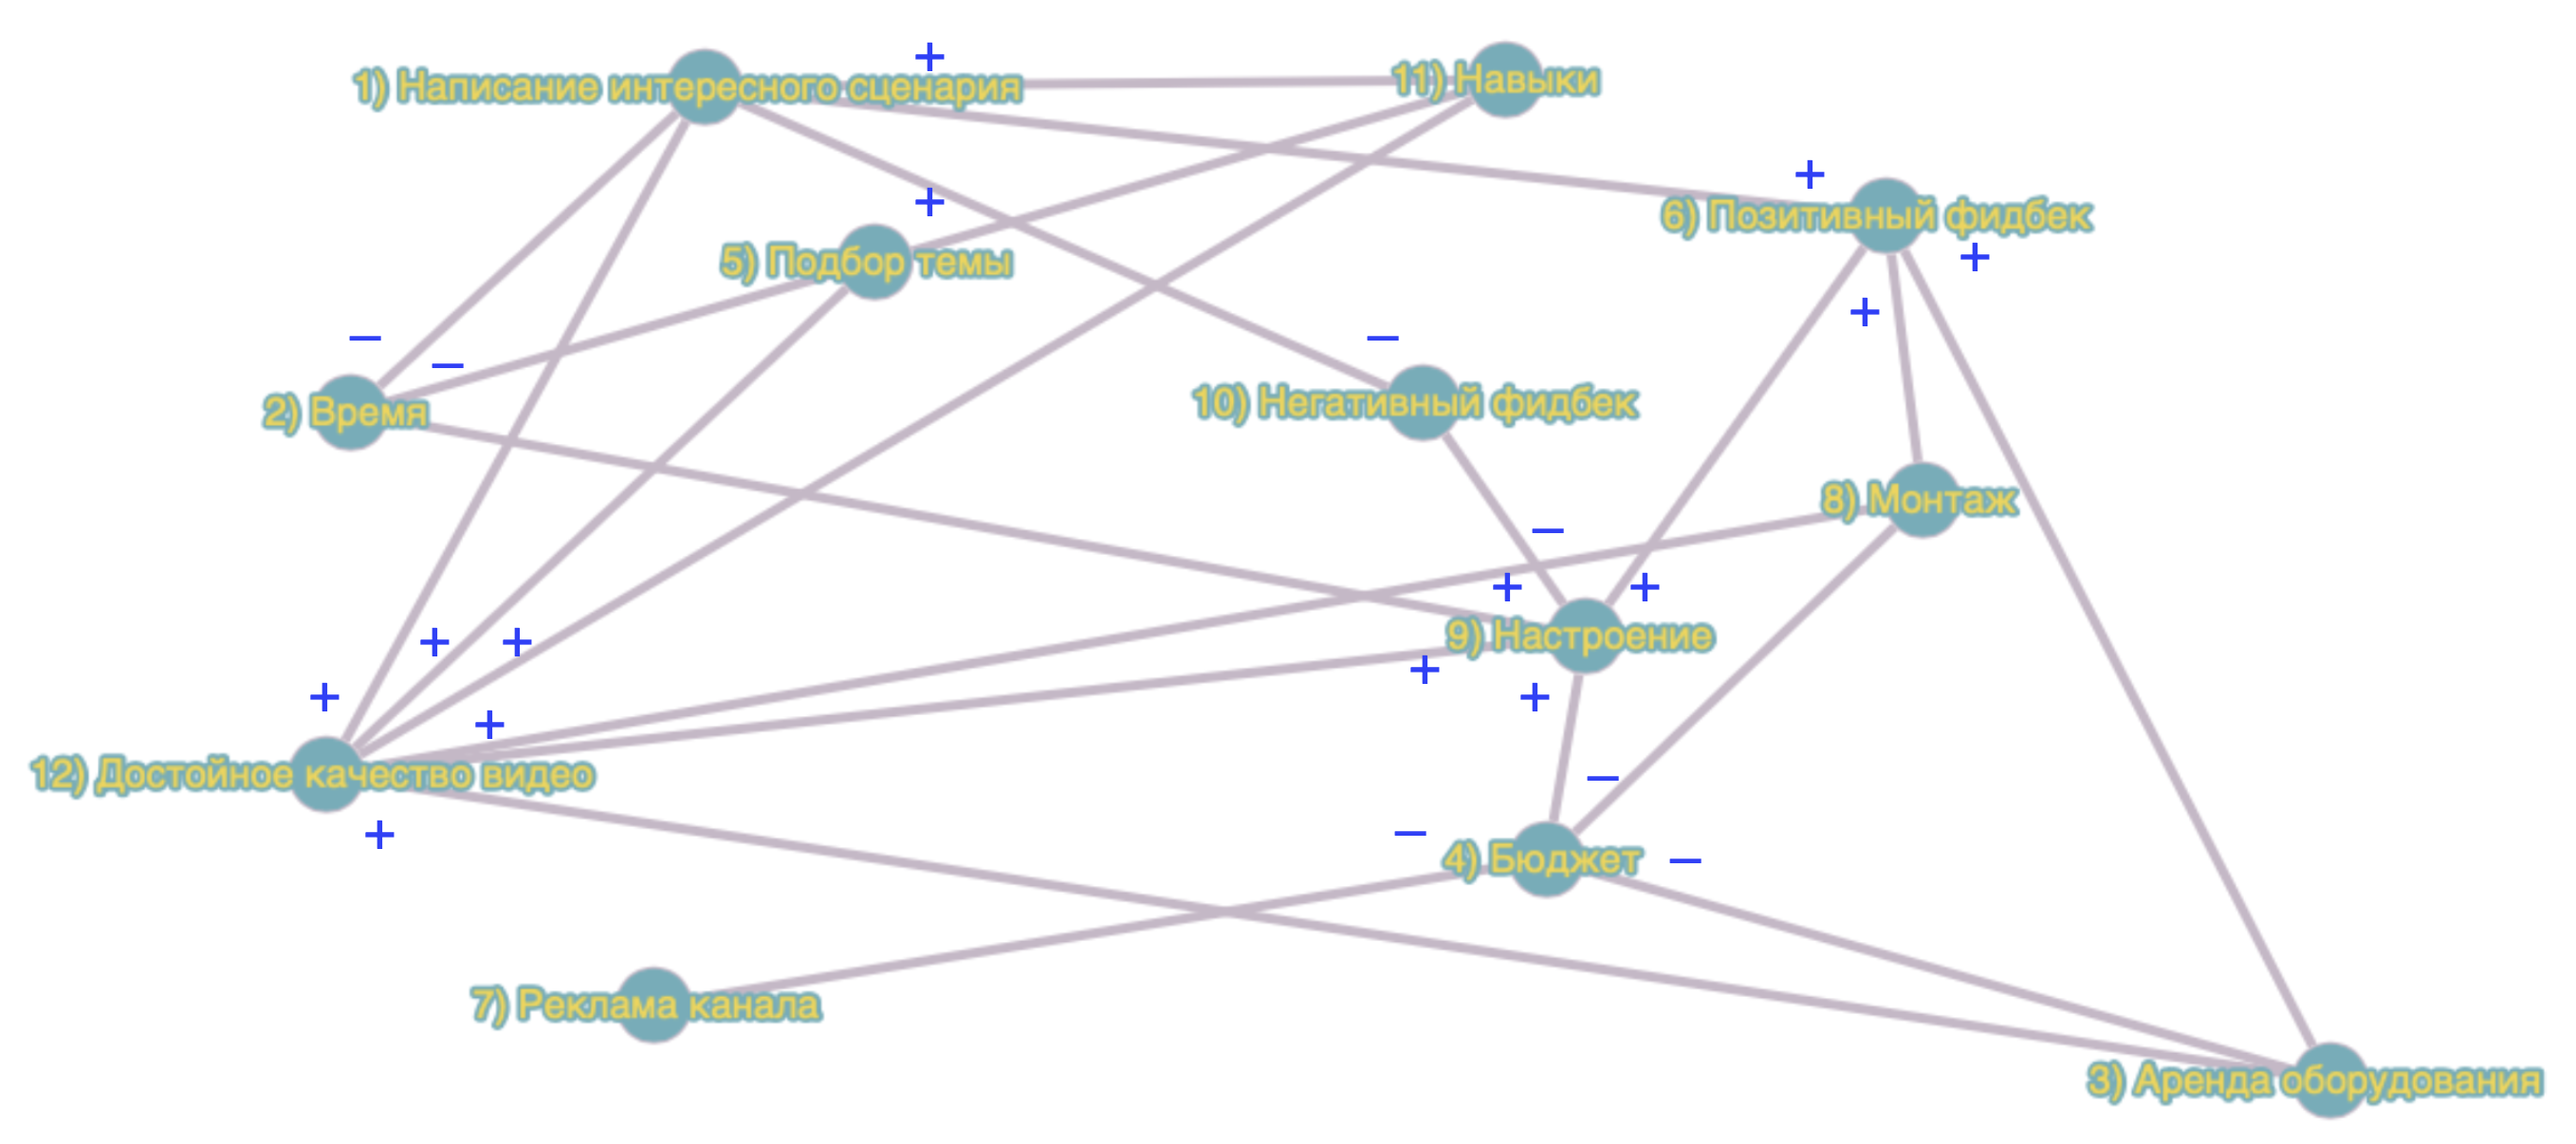 +
1) Написание интересного сценария
11) Навыки
+
6) Позитивный фидбек
+
+
5) Подбор темы
+
−
−
2) Время
−
10) Негативный фидбек
8) Монтаж
−
+
+
9) Настроение
+
+
+
+
+
+
12) Достойное качество видео
+
−
−
4) Бюджет
−
7) Реклама канала
3) Аренда оборудования